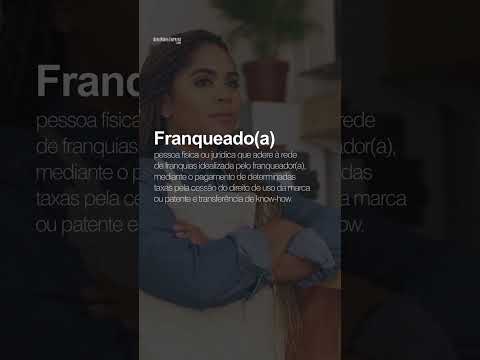 Franqueado(a)
pessoa física ou jurídica que adere à rede
de franquias idealizada pelo franqueador(a),
mediante o pagamento de determinadas
taxas pela cessão do direito de uso da marca
ou patente e transferência de know-how.